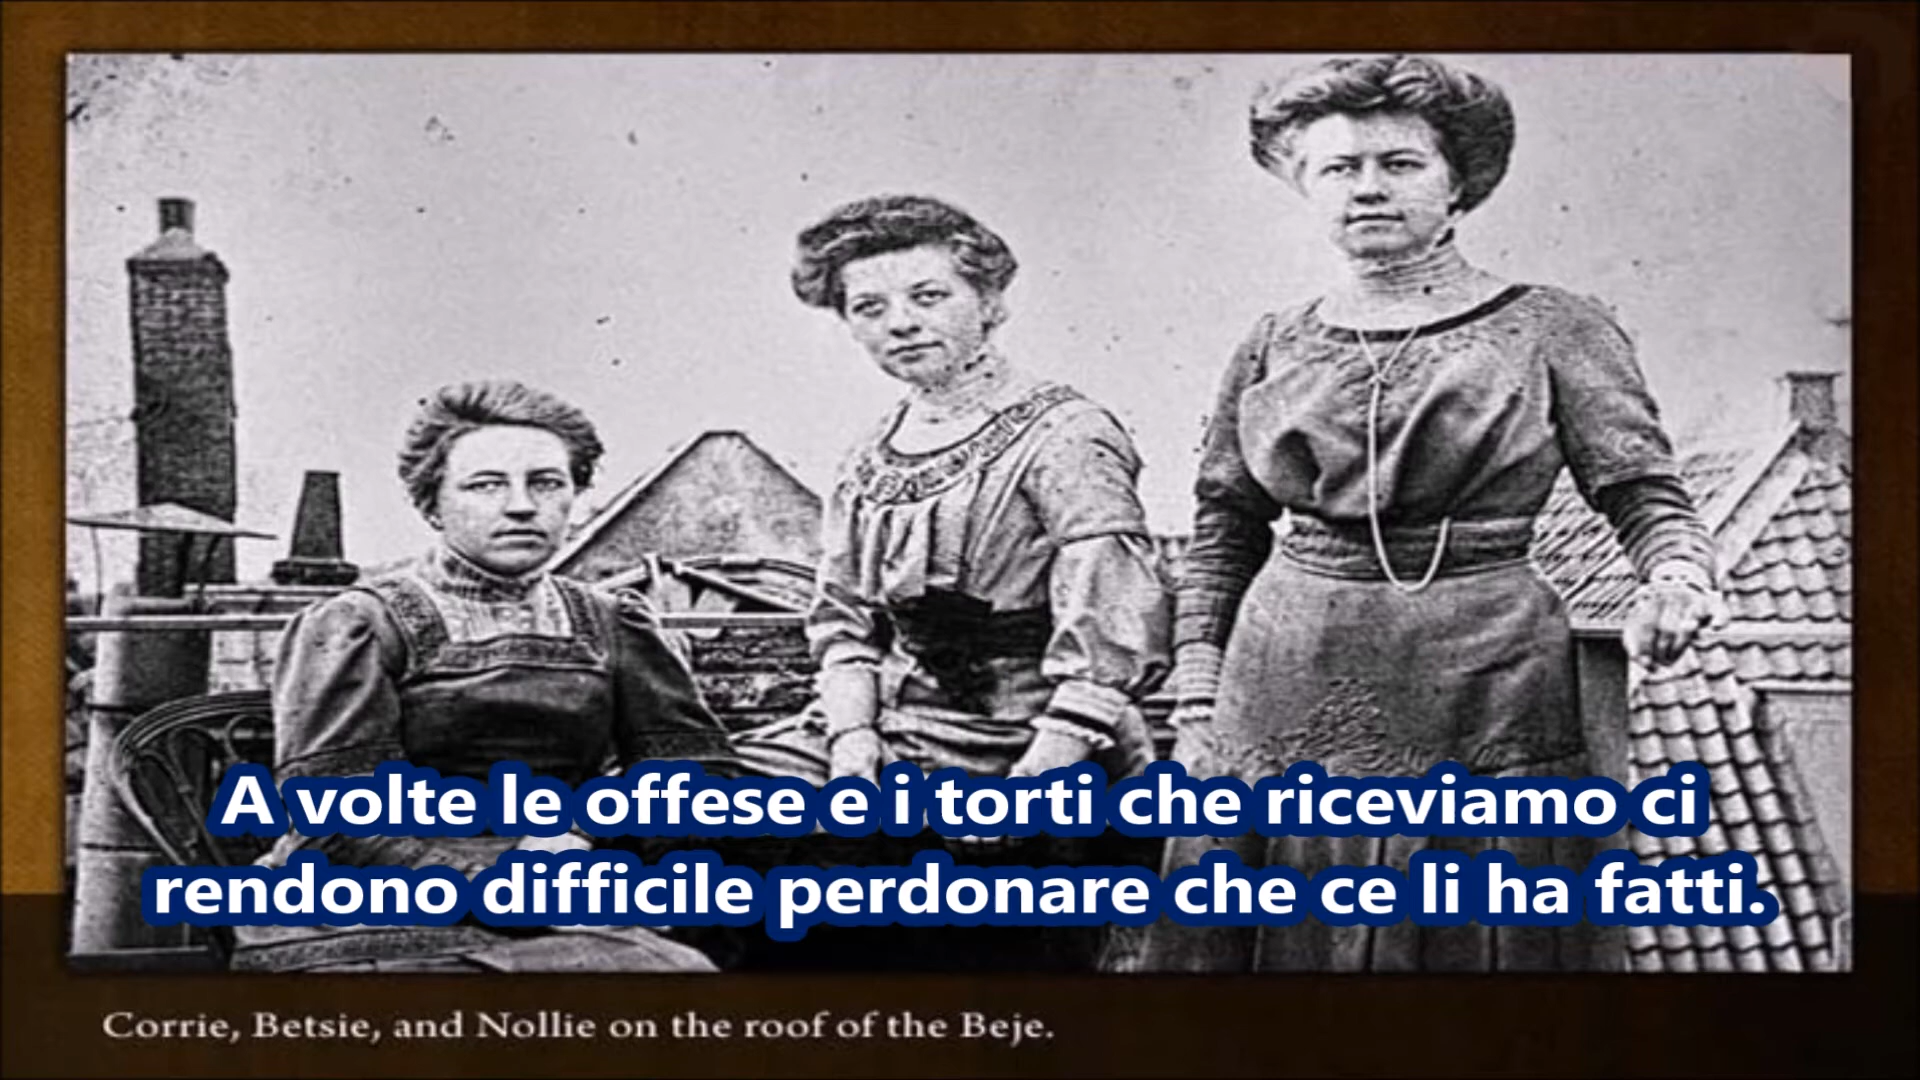 A volte le offese e i torti che riceviamo ci
rendono difficile perdonare che ce li ha fatti.
Corrie, Betsie, and Nollie on the roof of the Beje.